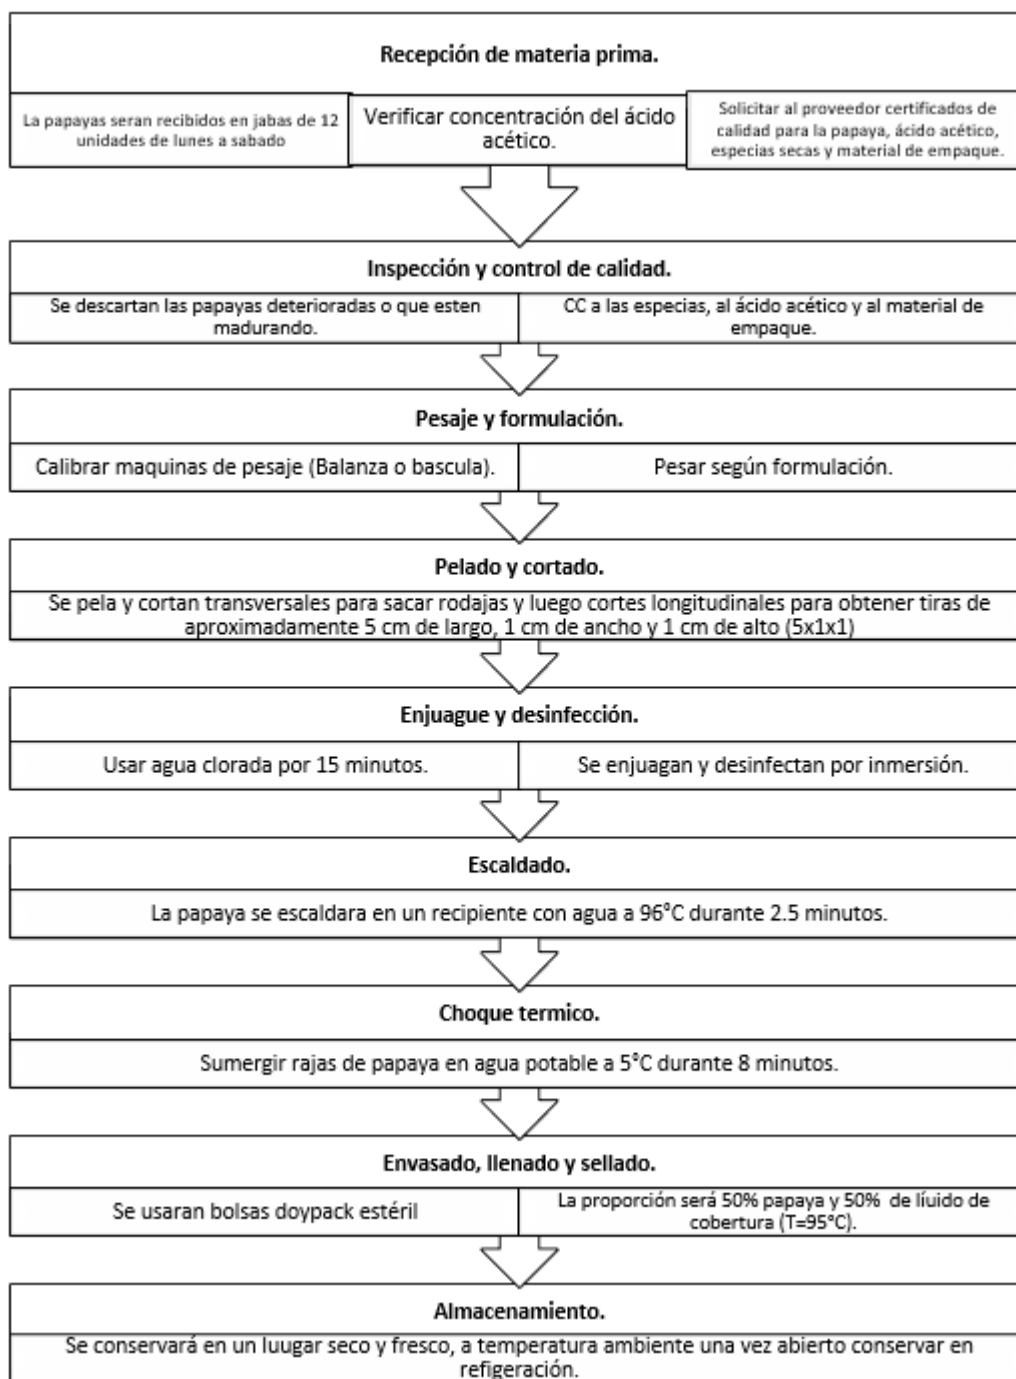 Recepción de materia prima.
La papayas seran recibidos en jabas de 12
unidades de lunes a sabado
Verificar concentración del ácido
acético.
Solicitar al proveedor certificados de
calidad para la papaya, ácido acético,
especias secas y material de empaque.
Inspección y control de calidad.
Se descartan las papayas deterioradas o que esten
madurando.
CC a las especias, al ácido acético y al material de
empaque.
Pesaje y formulación.
Calibrar maquinas de pesaje (Balanza o bascula).
Pesar según formulación.
Pelado y cortado.
Se pela y cortan transversales para sacar rodajas y luego cortes longitudinales para obtener tiras de
aproximadamente 5 cm de largo, 1 cm de ancho y 1 cm de alto (5x1x1)
Enjuague y desinfección.
Usar agua clorada por 15 minutos.
Se enjuagan y desinfectan por inmersión.
Escaldado.
La papaya se escaldara en un recipiente con agua a 96°C durante 2.5 minutos.
Choque termico.
Sumergir rajas de papaya en agua potable a 5°C durante 8 minutos.
Envasado, llenado y sellado.
Se usaran bolsas doypack estéril
La proporción será 50% papaya y 50% de líuido de
cobertura (T=95°C).
Almacenamiento.
Se conservará en un luugar seco y fresco, a temperatura ambiente una vez abierto conservar en
refigeración.